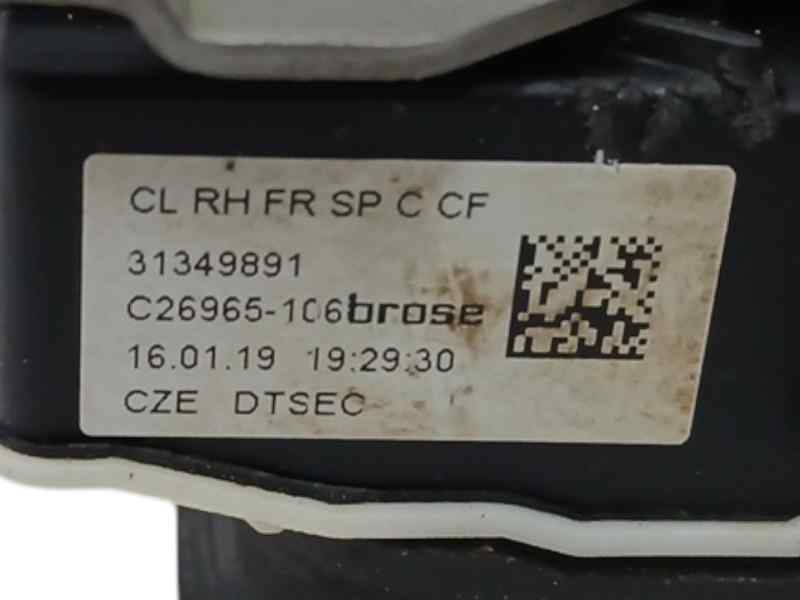 CL RH FR SP C CF
31349891
C26965-106 brose
16.01.19 19:29:30
CZE DTSEC